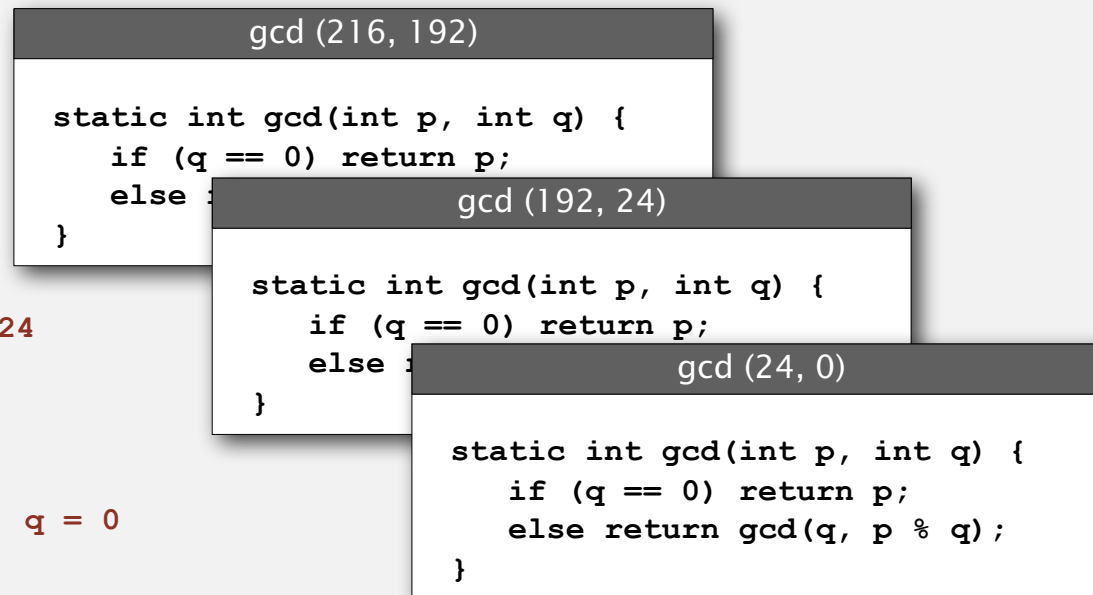 gcd (216, 192)
static int gcd(int p, int q) {
if (q == 0) return p;
else
}
gcd (192, 24)
static int gcd(int p, int q) {
if (q == 0) return p;
else
}
24
gcd (24, 0)
static int gcd(int p, int q) {
if (q == 0) return p;
else return gcd(q, p % q);
}
q = 0